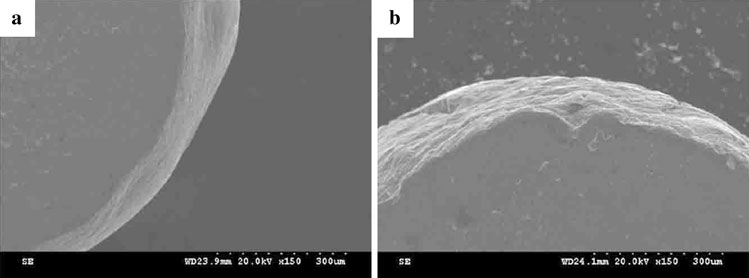 a
b
SE WD23.9mm 20.0kV x150 300um
SE WD24.1mm 20.0kV x150 300um